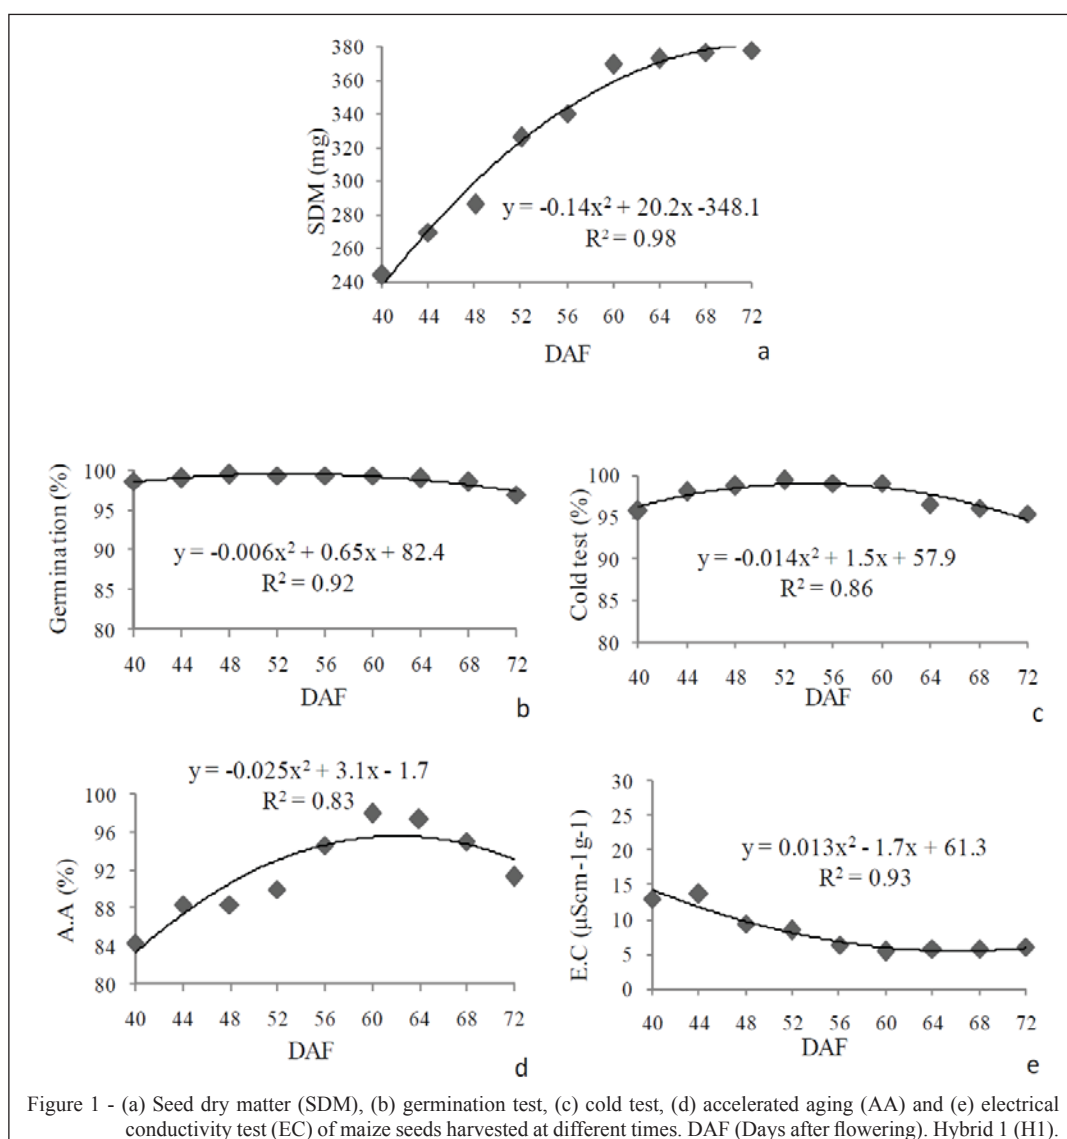 380
360
340
320
300
280
260
240
SDM (mg)
y = -0.14x² + 20.2x -348.1
R² = 0.98
40 44 48 52 56 60 64 68 72
DAF
a
100
95
90
85
80
Germination (%)
y = -0.006x² + 0.65x + 82.4
R² = 0.92
40 44 48 52 56 60 64 68 72
DAF
b
100
95
90
85
80
Cold test (%)
y = -0.014x² + 1.5x + 57.9
R² = 0.86
40 44 48 52 56 60 64 68 72
DAF
c
y = -0.025x² + 3.1x - 1.7
R² = 0.83
100
96
92
88
84
80
A.A (%)
40 44 48 52 56 60 64 68 72
DAF
d
30
25
20
15
10
5
0
E.C (µScm-1g-1)
y = 0.013x² - 1.7x + 61.3
R² = 0.93
40 44 48 52 56 60 64 68 72
DAF
e
Figure 1 - (a) Seed dry matter (SDM), (b) germination test, (c) cold test, (d) accelerated aging (AA) and (e) electrical
conductivity test (EC) of maize seeds harvested at different times. DAF (Days after flowering). Hybrid 1 (H1).